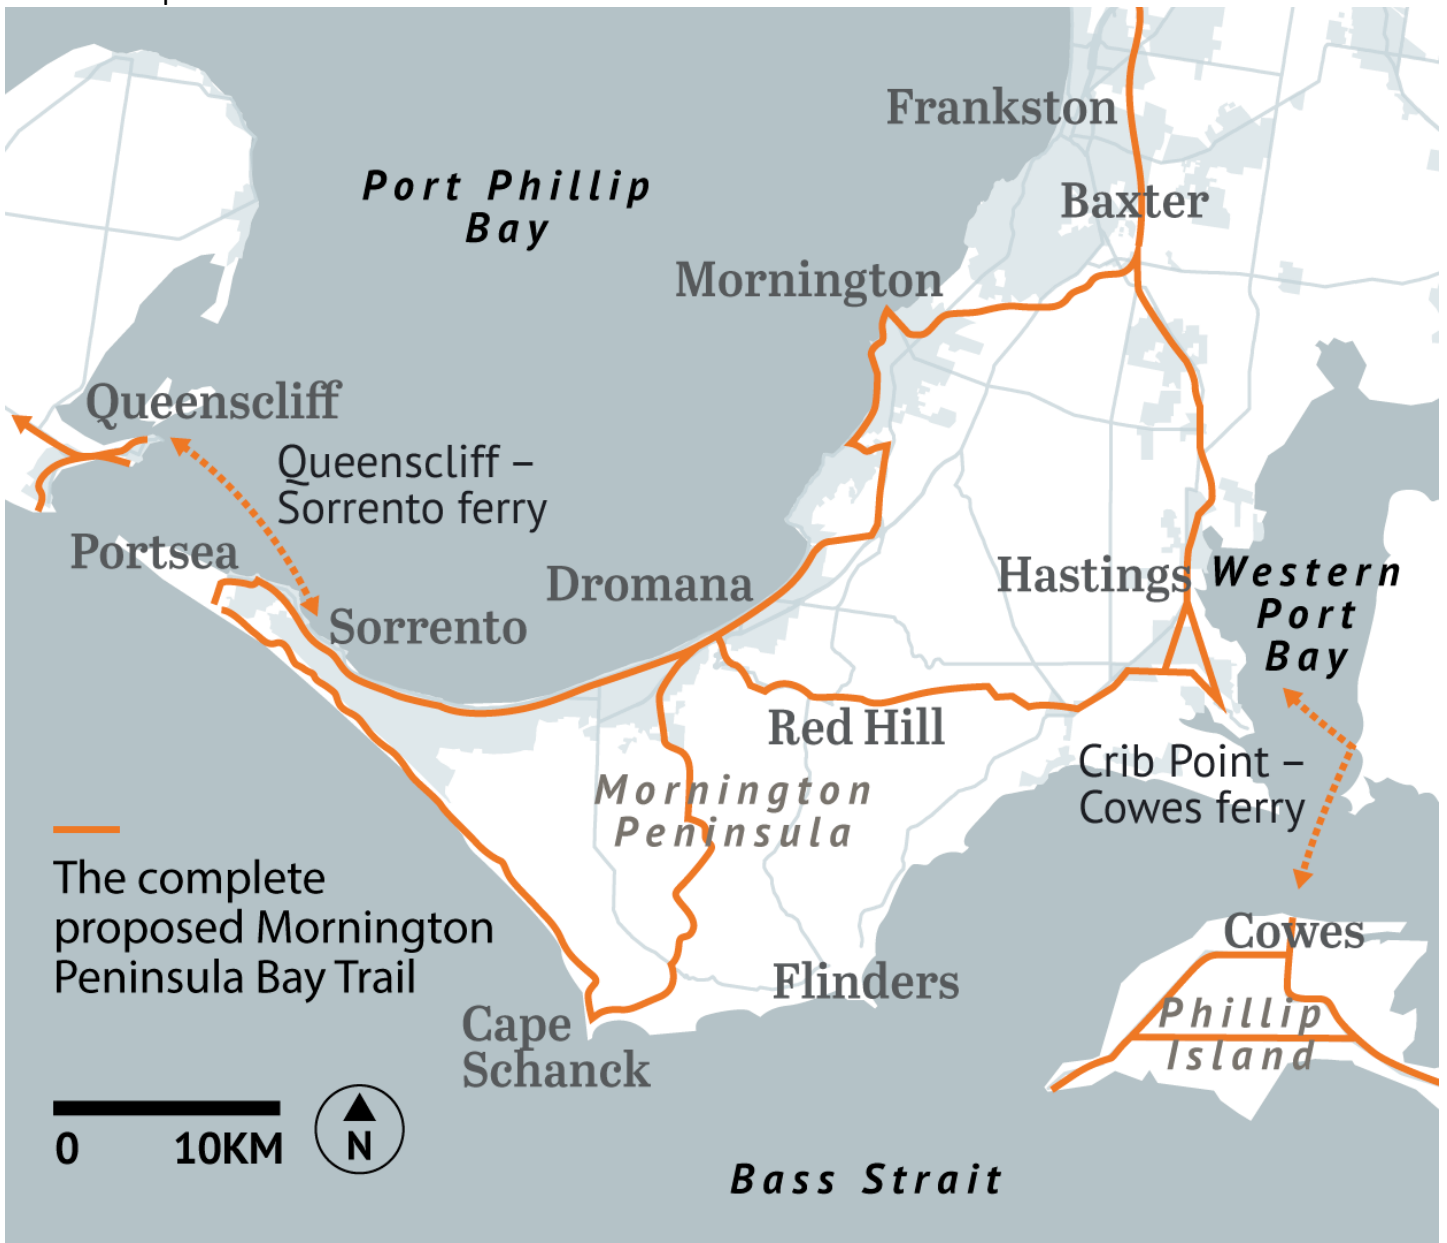 Frankston
Port Phillip
Bay
Baxter
Mornington
Queenscliff
Queenscliff –
Sorrento ferry
Portsea
Dromana
Hastings
Western
Port
Bay
Sorrento
Red Hill
Crib Point –
Cowes ferry
Mornington
Peninsula
The complete
proposed Mornington
Peninsula Bay Trail
Cowes
Flinders
Phillip
Island
Cape
Schanck
0 10KM
N
Bass Strait